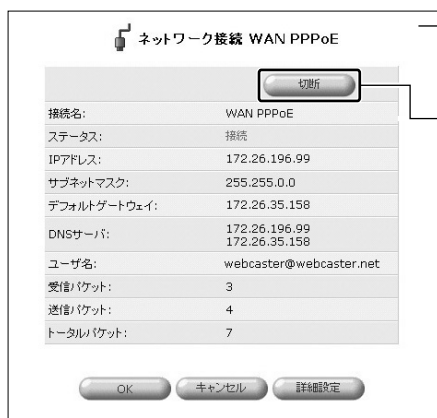 ネットワーク接続 WAN PPPoE
切断
接続名: WAN PPPoE
ステータス: 接続
IPアドレス: 172.26.196.99
サブネットマスク: 255.255.0.0
デフォルトゲートウェイ: 172.26.35.158
DNSサーバ: 172.26.196.99
172.26.35.158
ユーザ名: webcaster@webcaster.net
受信パケット: 3
送信パケット: 4
トータルパケット: 7
OK キャンセル 詳細設定